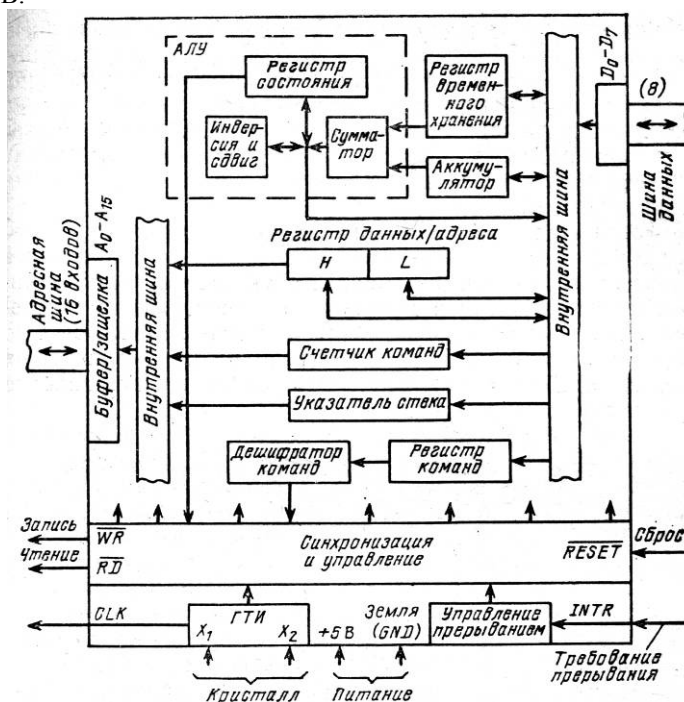 В.
АЛУ
Регистр
состояния
Регистр
времен-
ного
хранения
D₀–D₇
(8)
Шина
данных
Инвер-
сия и
сдвиг
Сумма-
тор
Аккуму-
лятор
Внутренняя шина
Регистр данных/адреса
H
L
Адресная
шина
(16 входов)
A₀–A₁₅
Буфер/защелка
Внутренняя шина
Счетчик команд
Указатель стека
Дешифратор
команд
Регистр
команд
Запись
WR
Чтение
RD
Синхронизация
и управление
RESET
Сброс
CLK
ГТИ
X₁
X₂
+5В
Земля
(GND)
Управление
прерыванием
INTR
Требование
прерывания
Кристалл
Питание